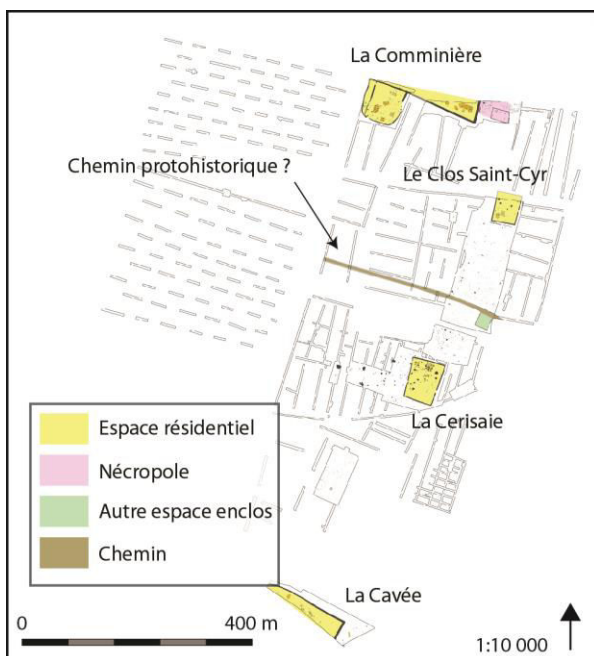 La Comminière
Chemin protohistorique ?
Le Clos Saint-Cyr
La Cerisaie
Espace résidentiel
Nécropole
Autre espace enclos
Chemin
La Cavée
0 400 m
1:10 000